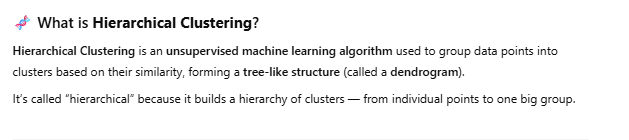 🧬 What is Hierarchical Clustering?
Hierarchical Clustering is an unsupervised machine learning algorithm used to group data points into
clusters based on their similarity, forming a tree-like structure (called a dendrogram).
It's called "hierarchical" because it builds a hierarchy of clusters — from individual points to one big group.